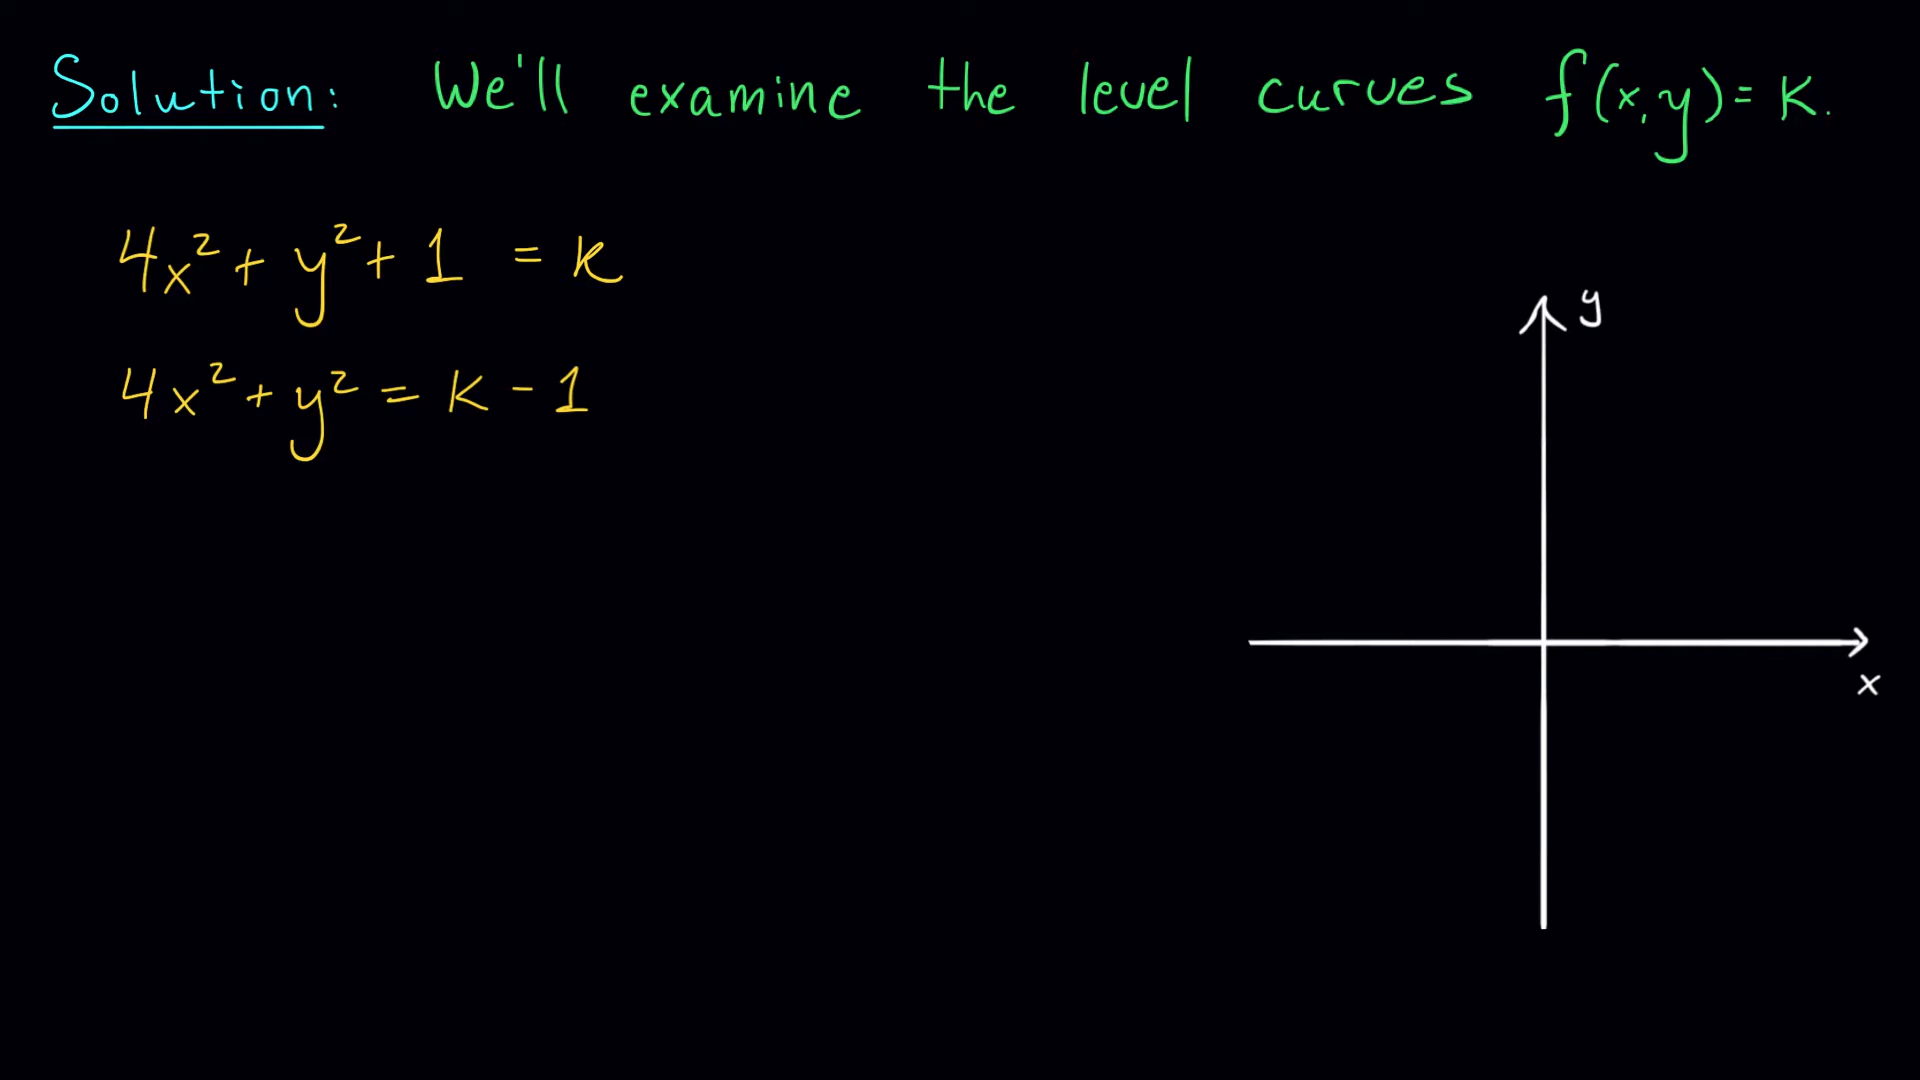 Solution: We'll examine the level curves f(x,y)=K.
4x²+ y²+ 1 = K
4x²+y² = K - 1
y
x